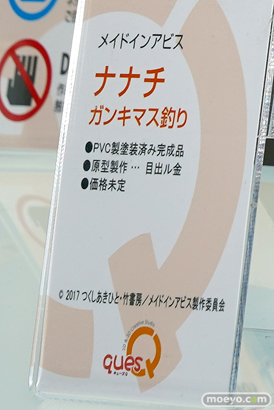 メイドインアビス
ナナチ
ガンキマス釣り
●PVC製塗装済み完成品
●原型製作 … 目出ル金
●価格未定
© 2017 つくしあきひと・竹書房／メイドインアビス製作委員会
quesQ
キューズQ
moeyo.com